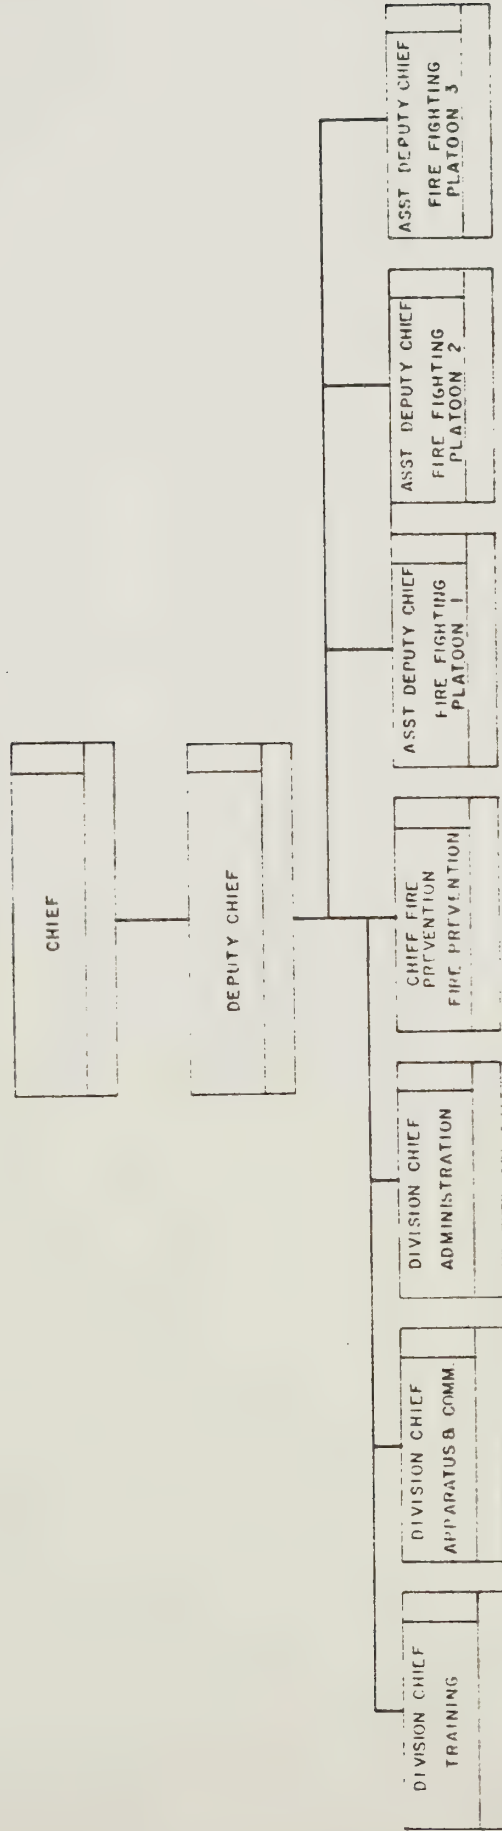 CHIEF
DEPUTY CHIEF
DIVISION CHIEF
TRAINING
DIVISION CHIEF
APPARATUS & COMM.
DIVISION CHIEF
ADMINISTRATION
CHIEF FIRE
PREVENTION
FIRE PREVENTION
ASST DEPUTY CHIEF
FIRE FIGHTING
PLATOON 1
ASST DEPUTY CHIEF
FIRE FIGHTING
PLATOON 2
ASST DEPUTY CHIEF
FIRE FIGHTING
PLATOON 3